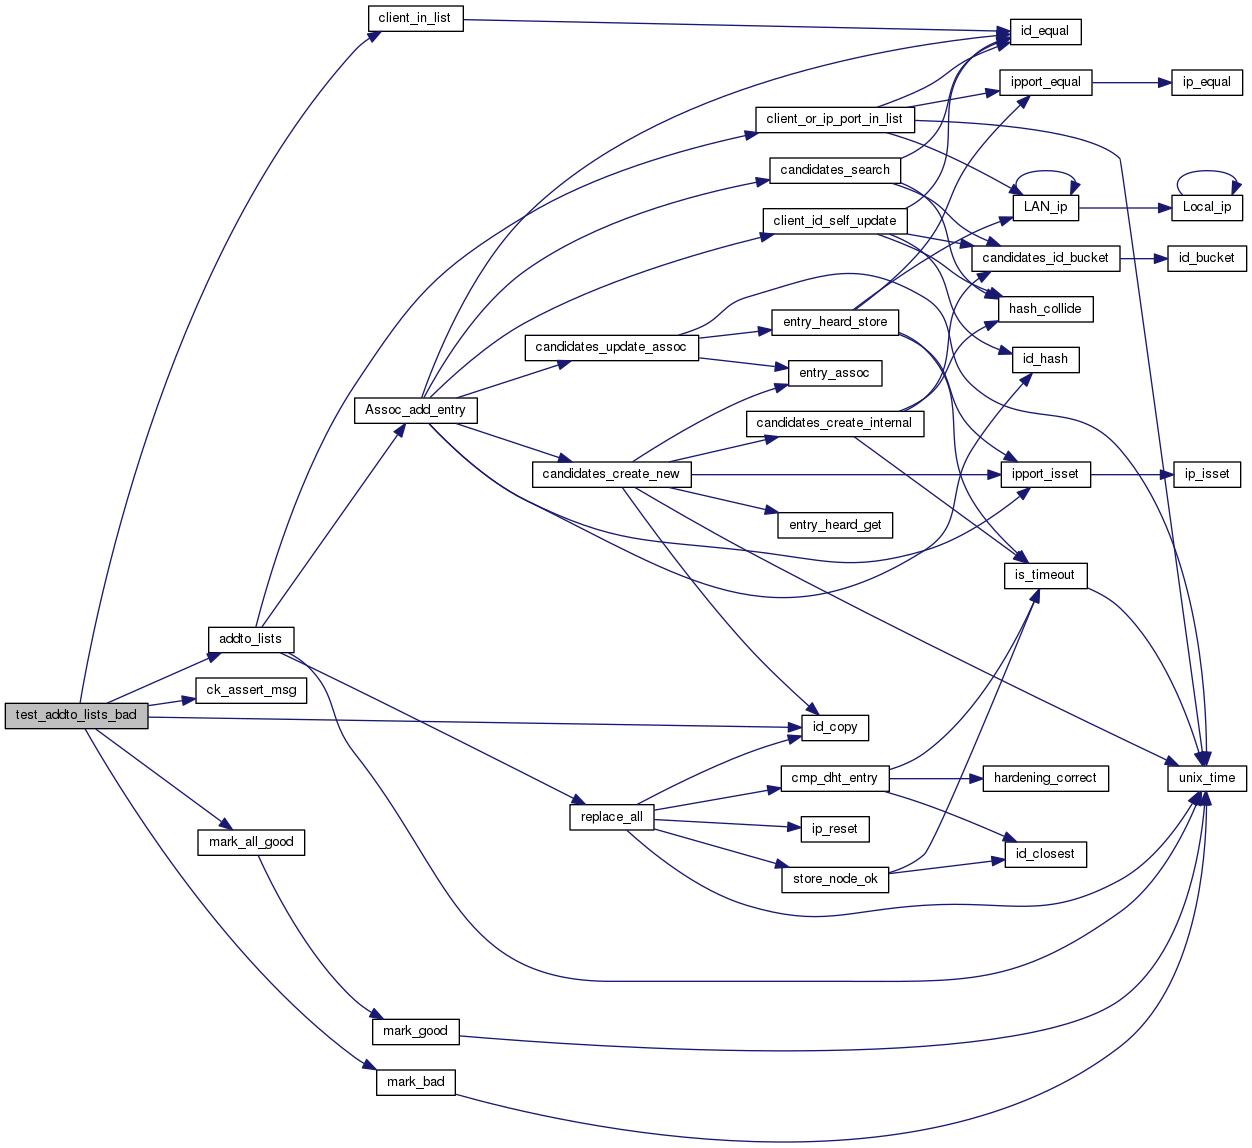 client_in_list
id_equal
ipport_equal
ip_equal
client_or_ip_port_in_list
candidates_search
LAN_ip
Local_ip
client_id_self_update
candidates_id_bucket
id_bucket
hash_collide
entry_heard_store
candidates_update_assoc
id_hash
entry_assoc
Assoc_add_entry
candidates_create_internal
candidates_create_new
ipport_isset
ip_isset
entry_heard_get
is_timeout
addto_lists
ck_assert_msg
test_addto_lists_bad
id_copy
cmp_dht_entry
hardening_correct
unix_time
replace_all
ip_reset
mark_all_good
id_closest
store_node_ok
mark_good
mark_bad